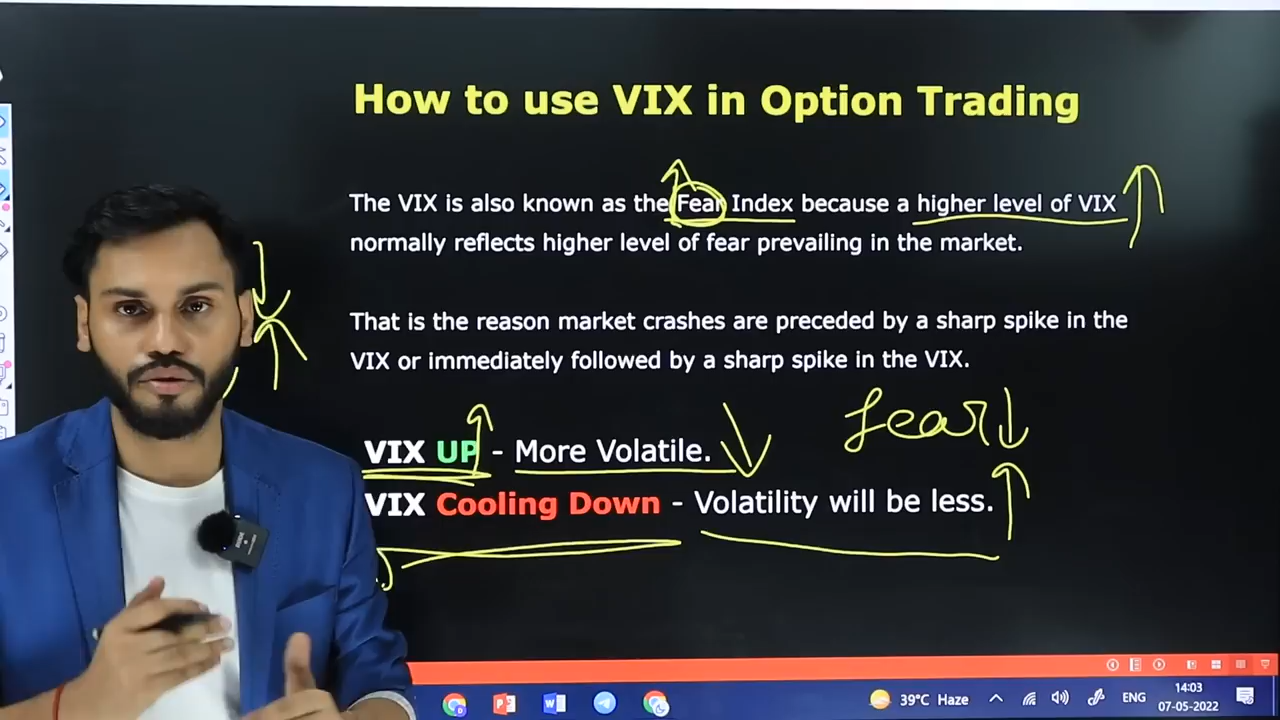 How to use VIX in Option Trading
The VIX is also known as the Fear Index because a higher level of VIX
normally reflects higher level of fear prevailing in the market.
That is the reason market crashes are preceded by a sharp spike in the
VIX or immediately followed by a sharp spike in the VIX.
fear
VIX UP - More Volatile.
VIX Cooling Down - Volatility will be less.
39°C Haze
ENG
14:03
07-05-2022